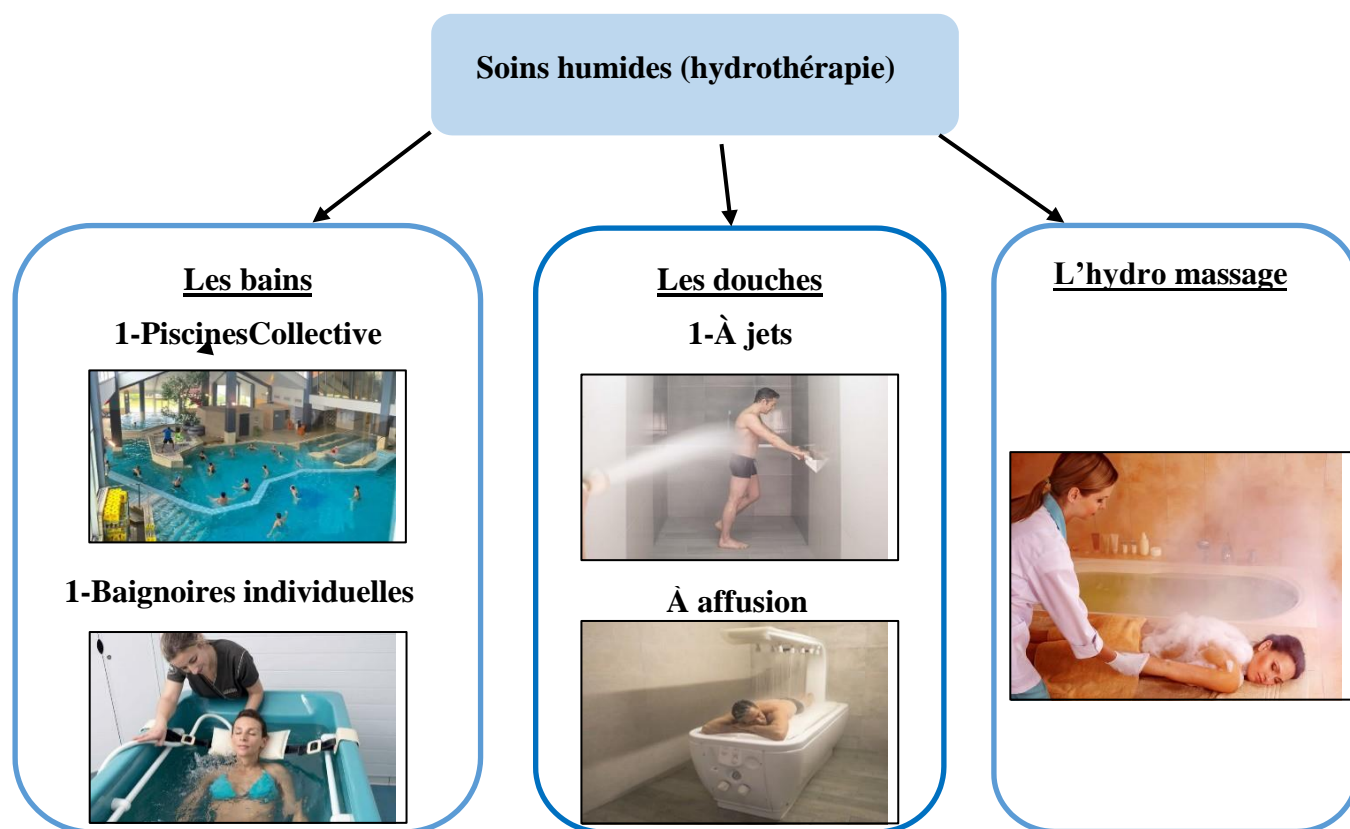 Soins humides (hydrothérapie)
Les bains
1-PiscinesCollective
1-Baignoires individuelles
Les douches
1-À jets
À affusion
L’hydro massage